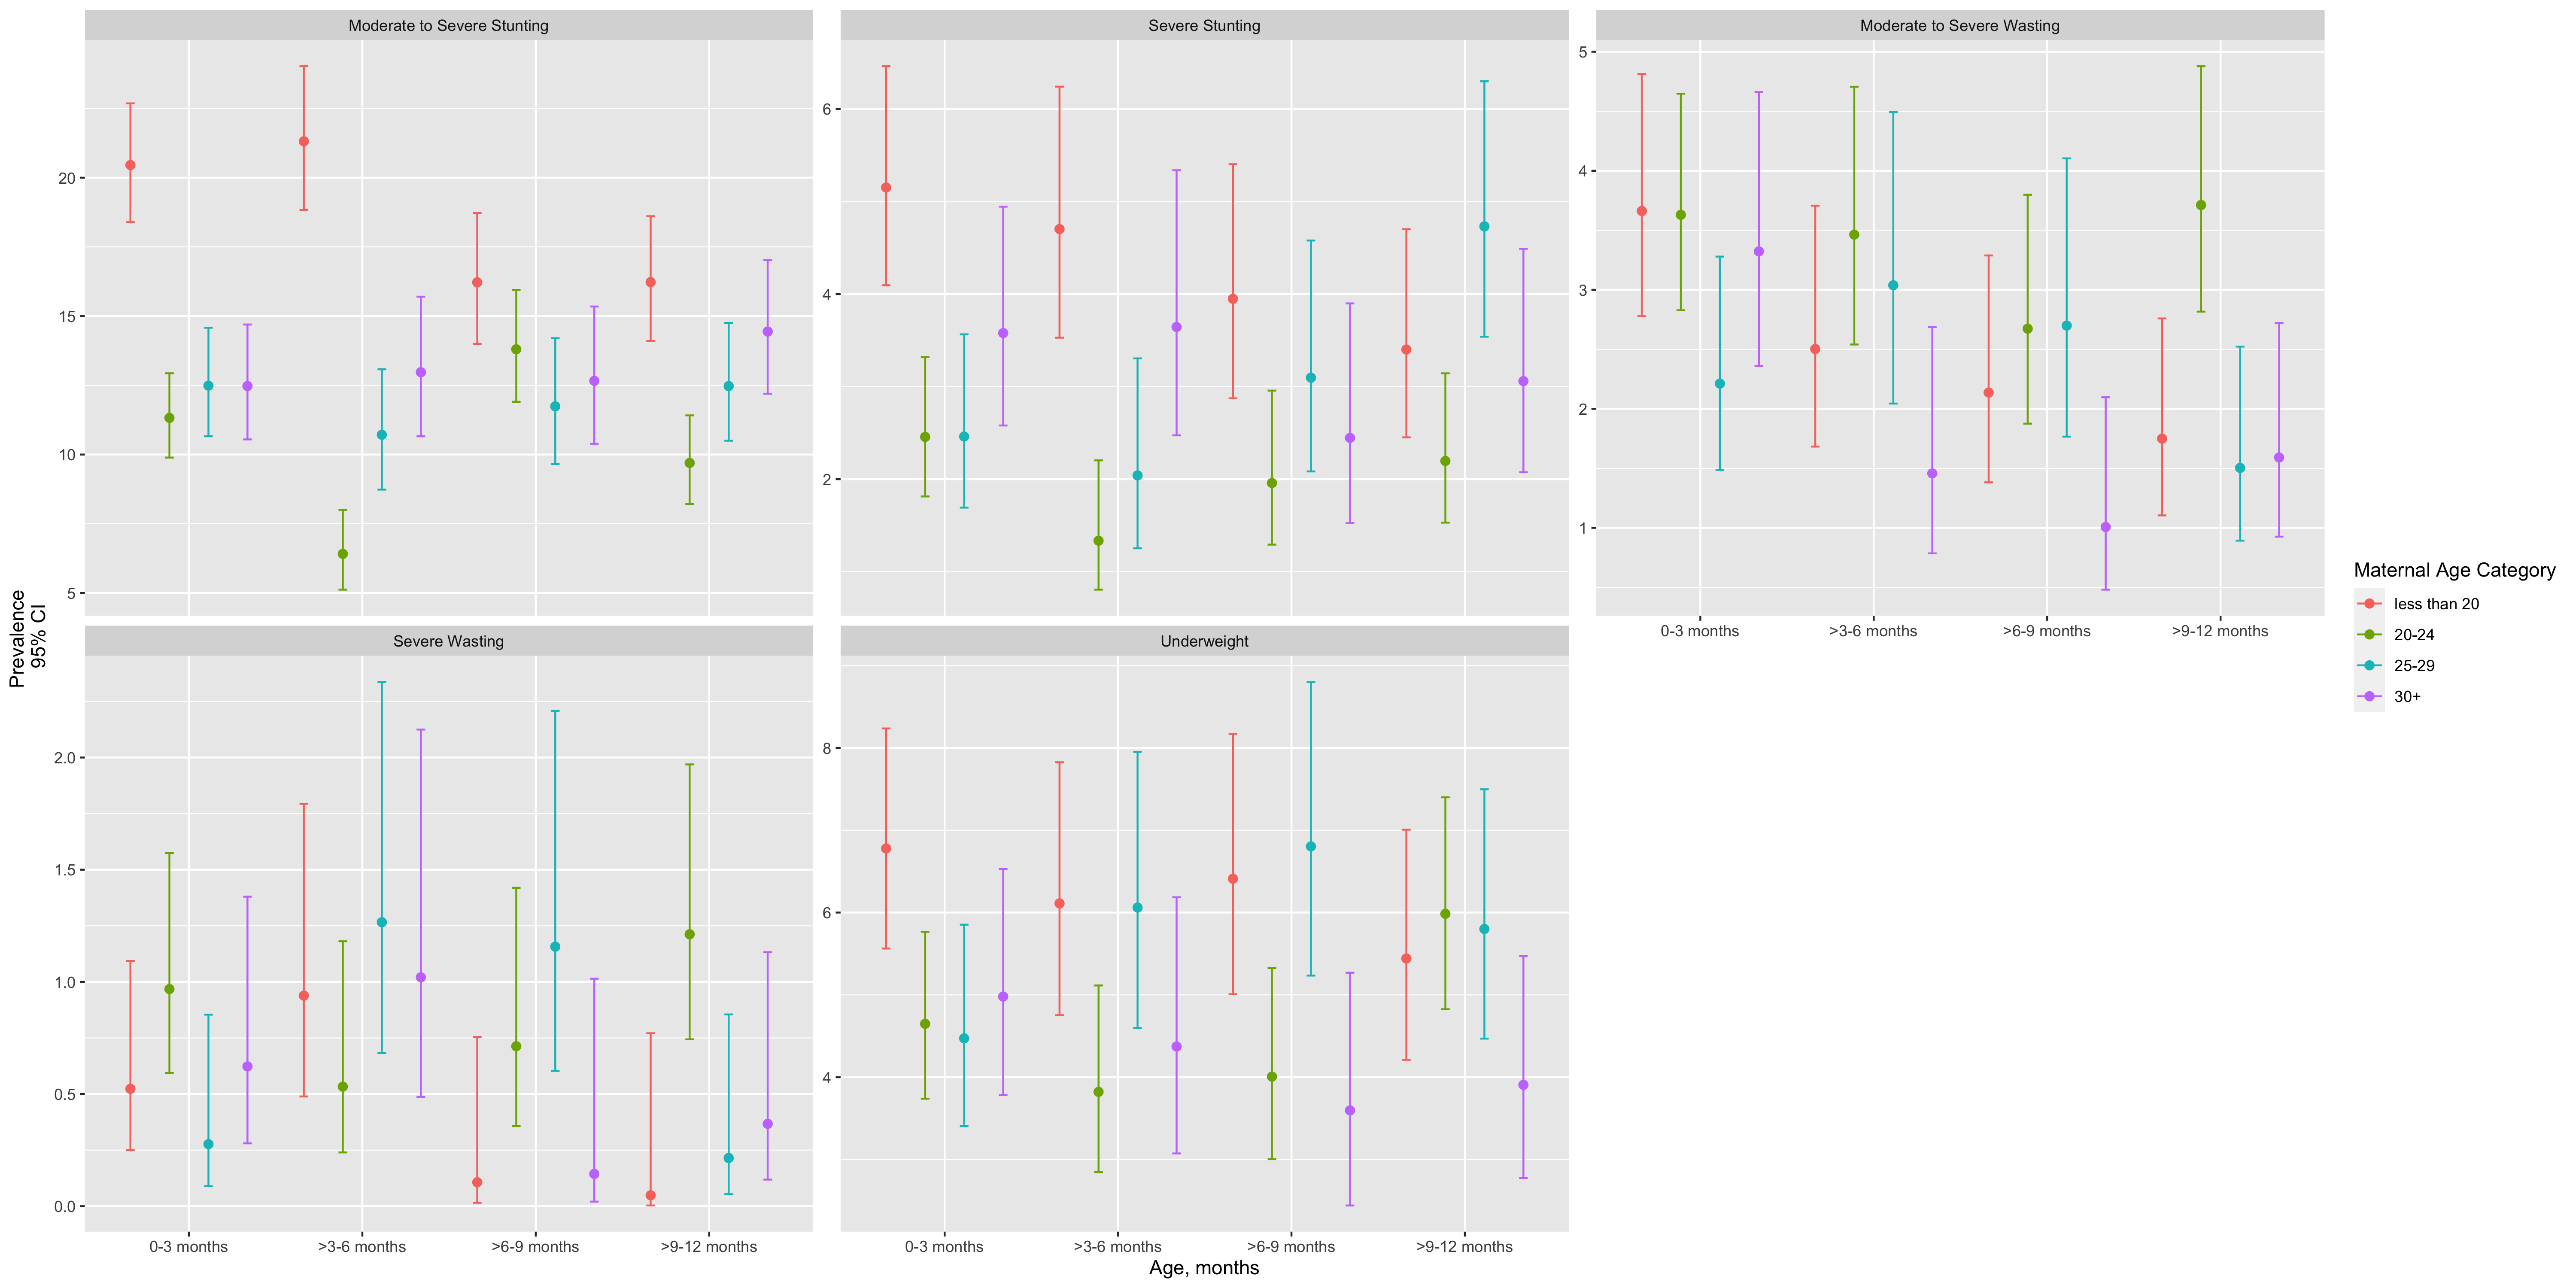 Moderate to Severe Stunting
Severe Stunting
Moderate to Severe Wasting
20
15
10
5
6
4
2
5
4
3
2
1
0-3 months
>3-6 months
>6-9 months
>9-12 months
Severe Wasting
Underweight
2.0
1.5
1.0
0.5
0.0
8
6
4
0-3 months
>3-6 months
>6-9 months
>9-12 months
0-3 months
>3-6 months
>6-9 months
>9-12 months
Prevalence
95% CI
Age, months
Maternal Age Category
less than 20
20-24
25-29
30+